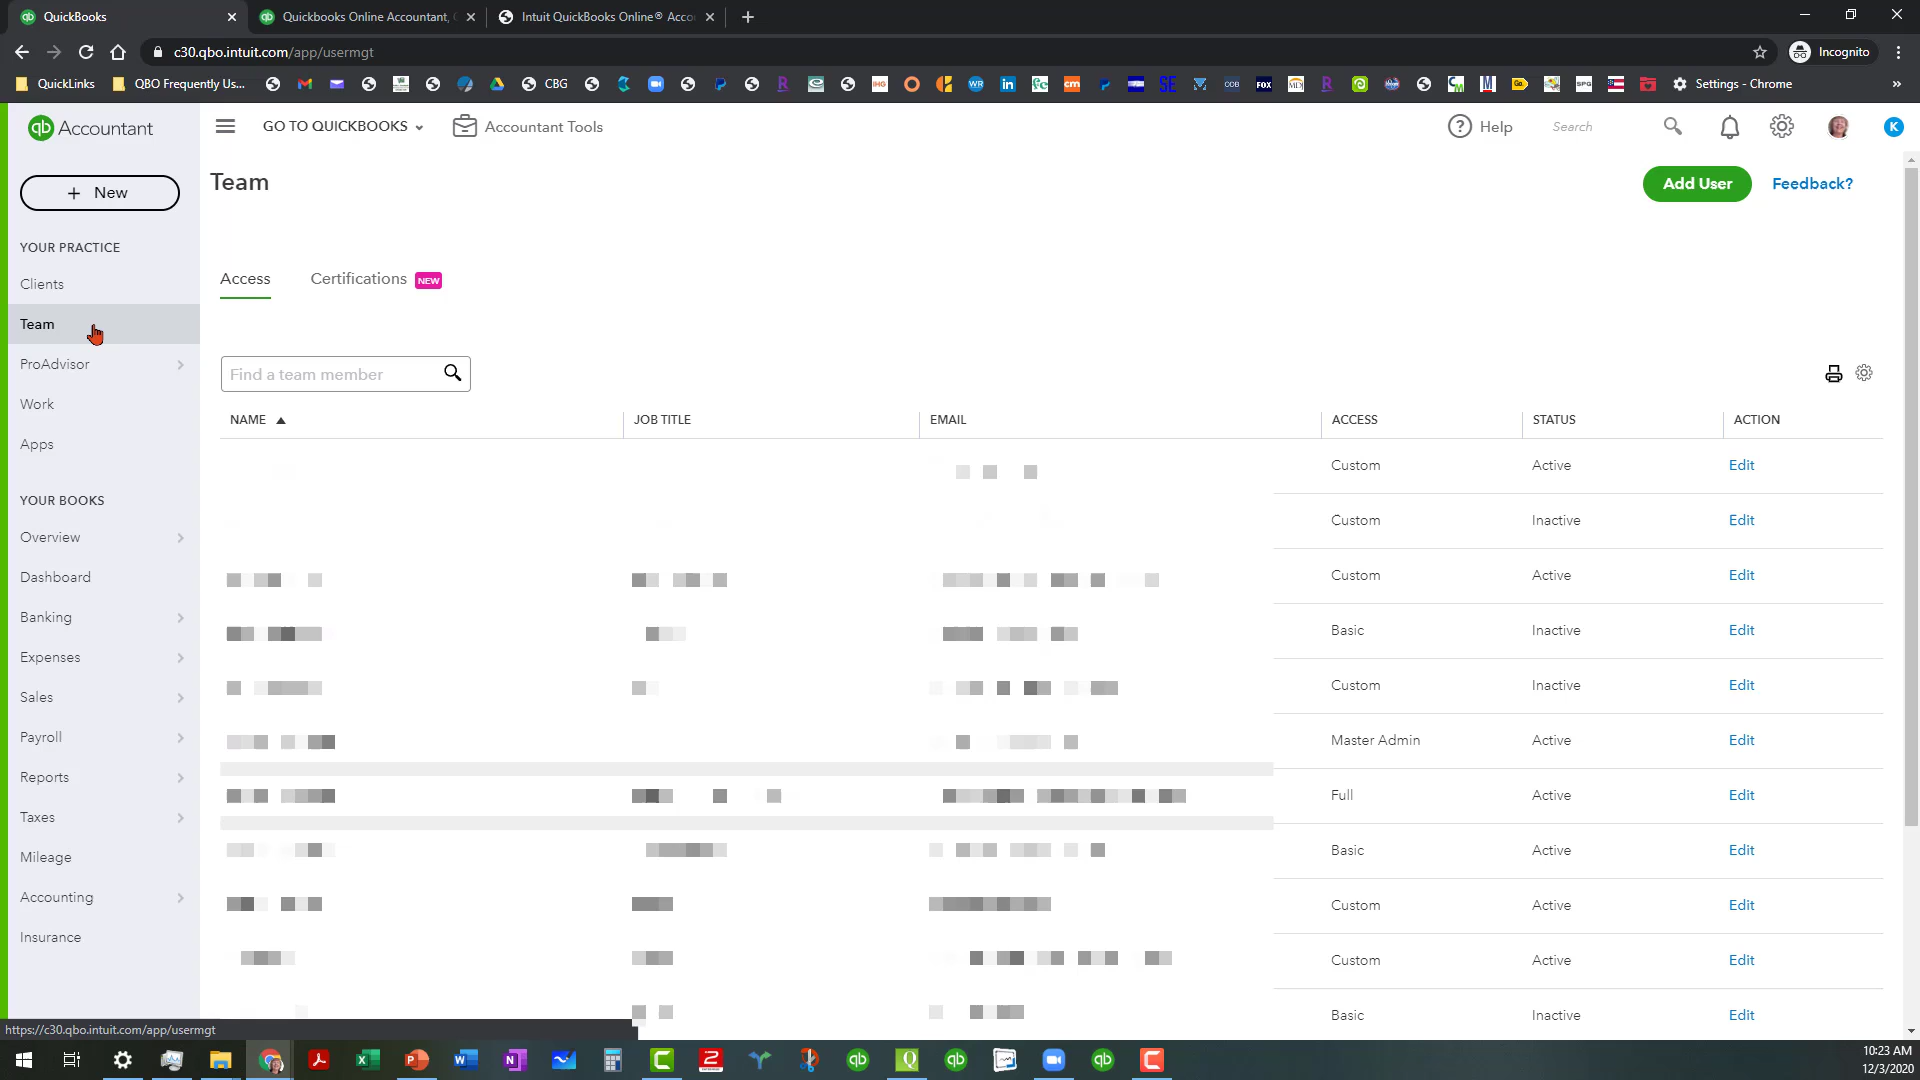 QuickBooks
Quickbooks Online Accountant,
Intuit QuickBooks Online® Acco
c30.qbo.intuit.com/app/usermgt
Incognito
QuickLinks
QBO Frequently Us...
CBG
Settings - Chrome
qb Accountant
GO TO QUICKBOOKS
Accountant Tools
Help
Search
K
+ New
Team
Add User
Feedback?
YOUR PRACTICE
Clients
Team
ProAdvisor
Work
Apps
YOUR BOOKS
Overview
Dashboard
Banking
Expenses
Sales
Payroll
Reports
Taxes
Mileage
Accounting
Insurance
Access
Certifications NEW
Find a team member
NAME JOB TITLE EMAIL ACCESS STATUS ACTION
Custom Active Edit
Custom Inactive Edit
Custom Active Edit
Basic Inactive Edit
Custom Inactive Edit
Master Admin Active Edit
Full Active Edit
Basic Active Edit
Custom Active Edit
Custom Active Edit
Basic Inactive Edit
https://c30.qbo.intuit.com/app/usermgt
10:23 AM
12/3/2020